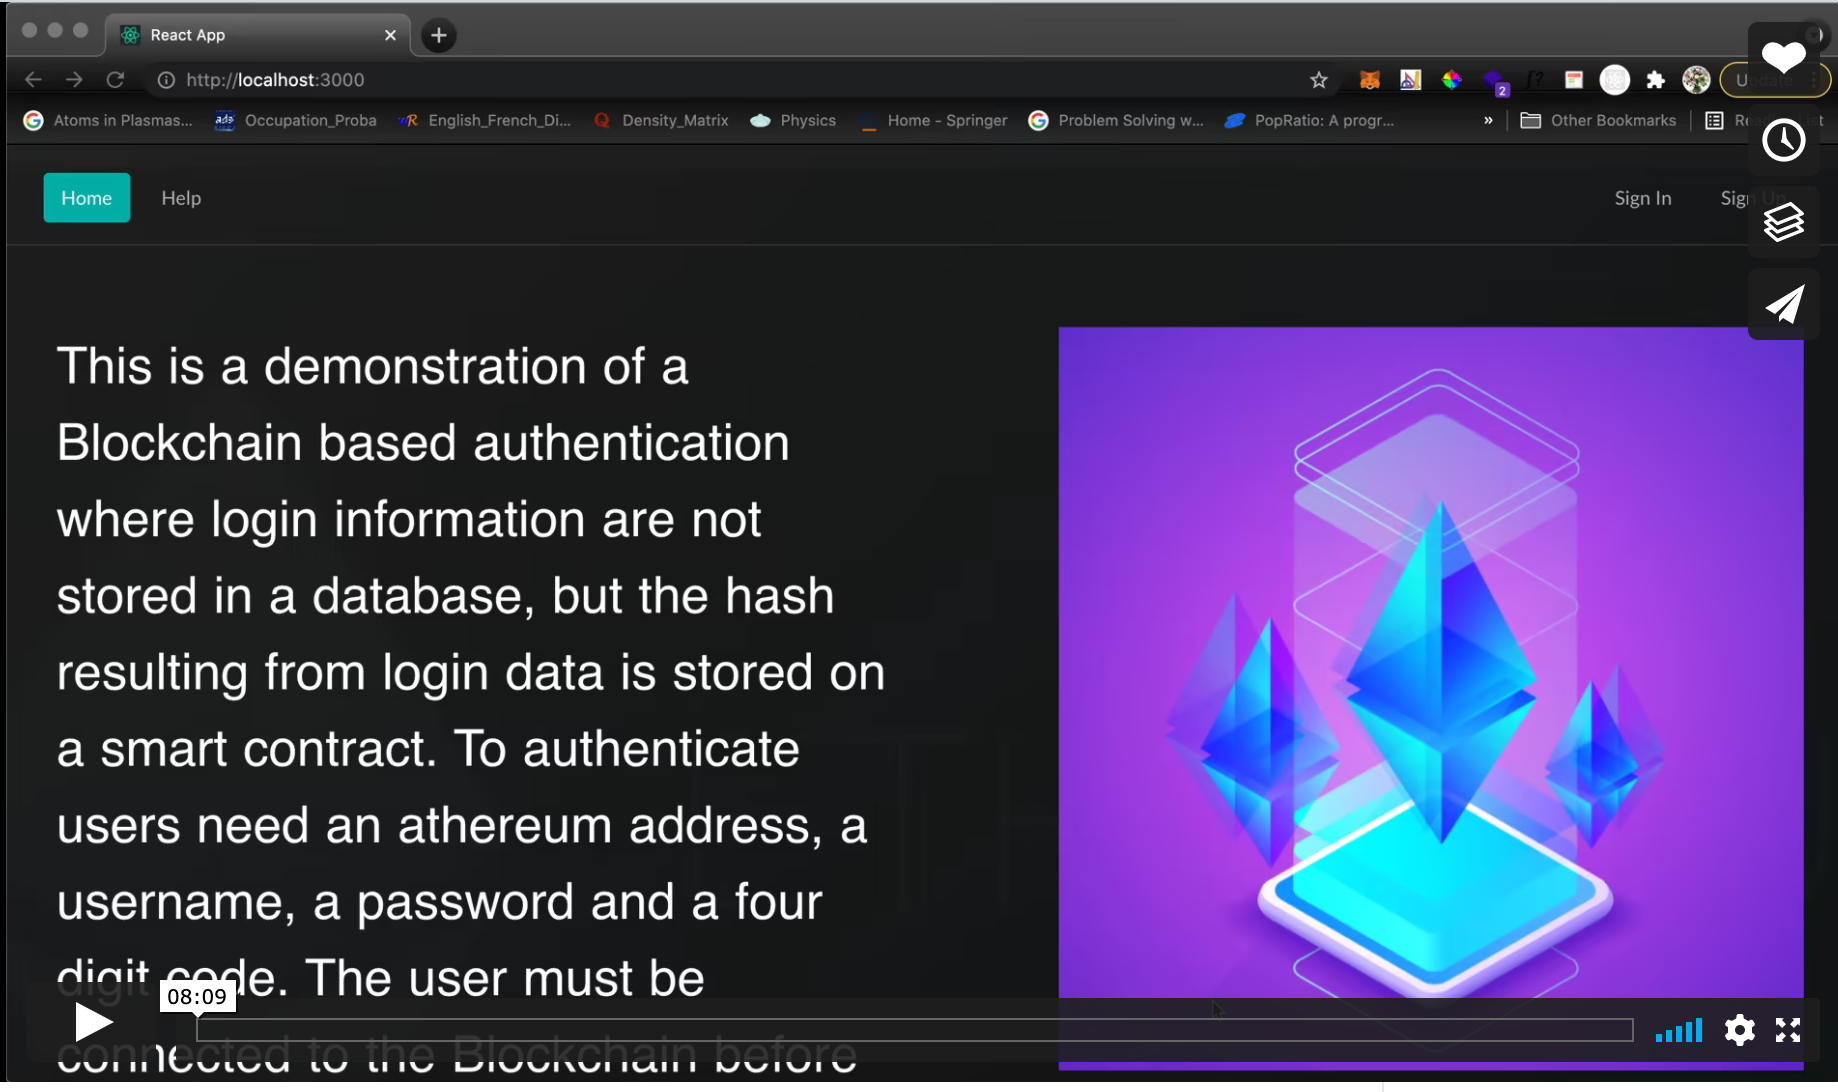 React App
http://localhost:3000
2
Atoms in Plasmas... Occupation_Proba English_French_Di... Density_Matrix Physics Home - Springer Problem Solving w... PopRatio: A progr... » Other Bookmarks
Home Help Sign In Sign Up
This is a demonstration of a
Blockchain based authentication
where login information are not
stored in a database, but the hash
resulting from login data is stored on
a smart contract. To authenticate
users need an athereum address, a
username, a password and a four
digit code. The user must be
08:09
connected to the Blockchain before